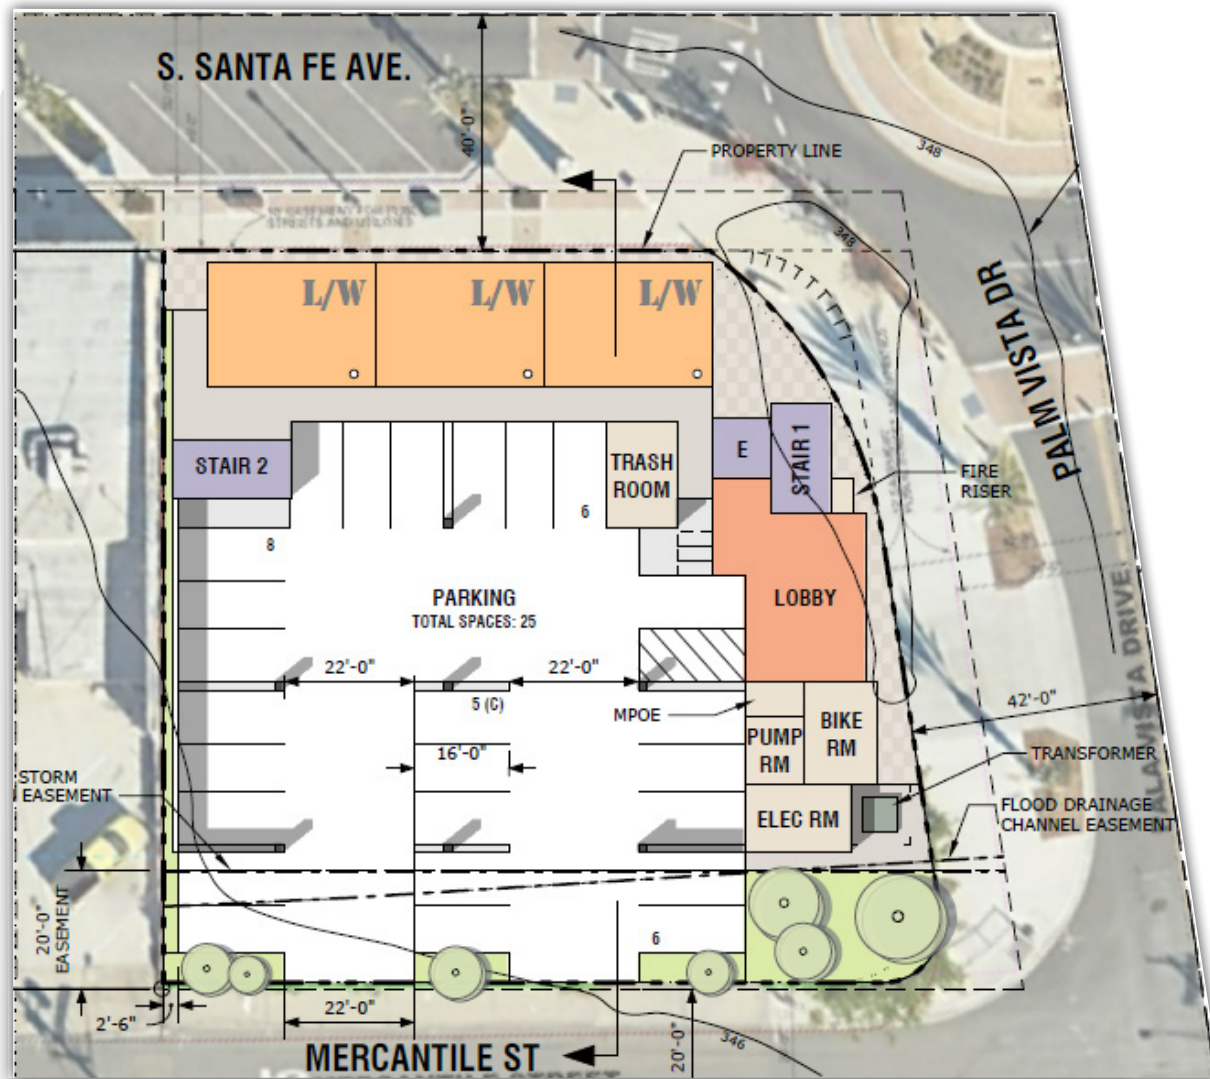 S. SANTA FE AVE.
40'-0"
PROPERTY LINE
348
348
L/W
L/W
L/W
PALM VISTA DR
STAIR 2
TRASH
ROOM
E
STAIR 1
FIRE
RISER
6
8
PARKING
TOTAL SPACES: 25
LOBBY
22'-0"
22'-0"
5 (C)
MPOE
16'-0"
PUMP
RM
BIKE
RM
42'-0"
TRANSFORMER
STORM
EASEMENT
ELEC RM
FLOOD DRAINAGE
CHANNEL EASEMENT
20'-0"
EASEMENT
6
2'-6"
22'-0"
20'-0"
346
MERCANTILE ST